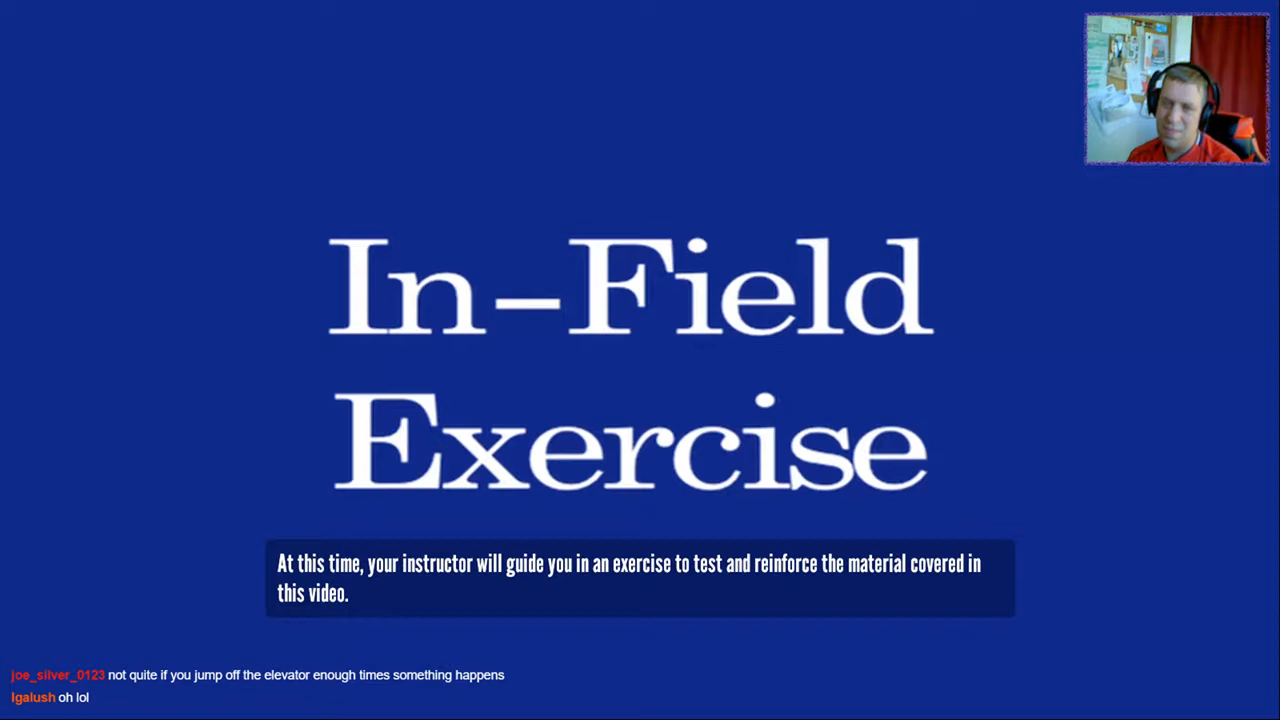 In-Field
Exercise
At this time, your instructor will guide you in an exercise to test and reinforce the material covered in
this video.
joe_silver_0123 not quite if you jump off the elevator enough times something happens
lgalush oh lol